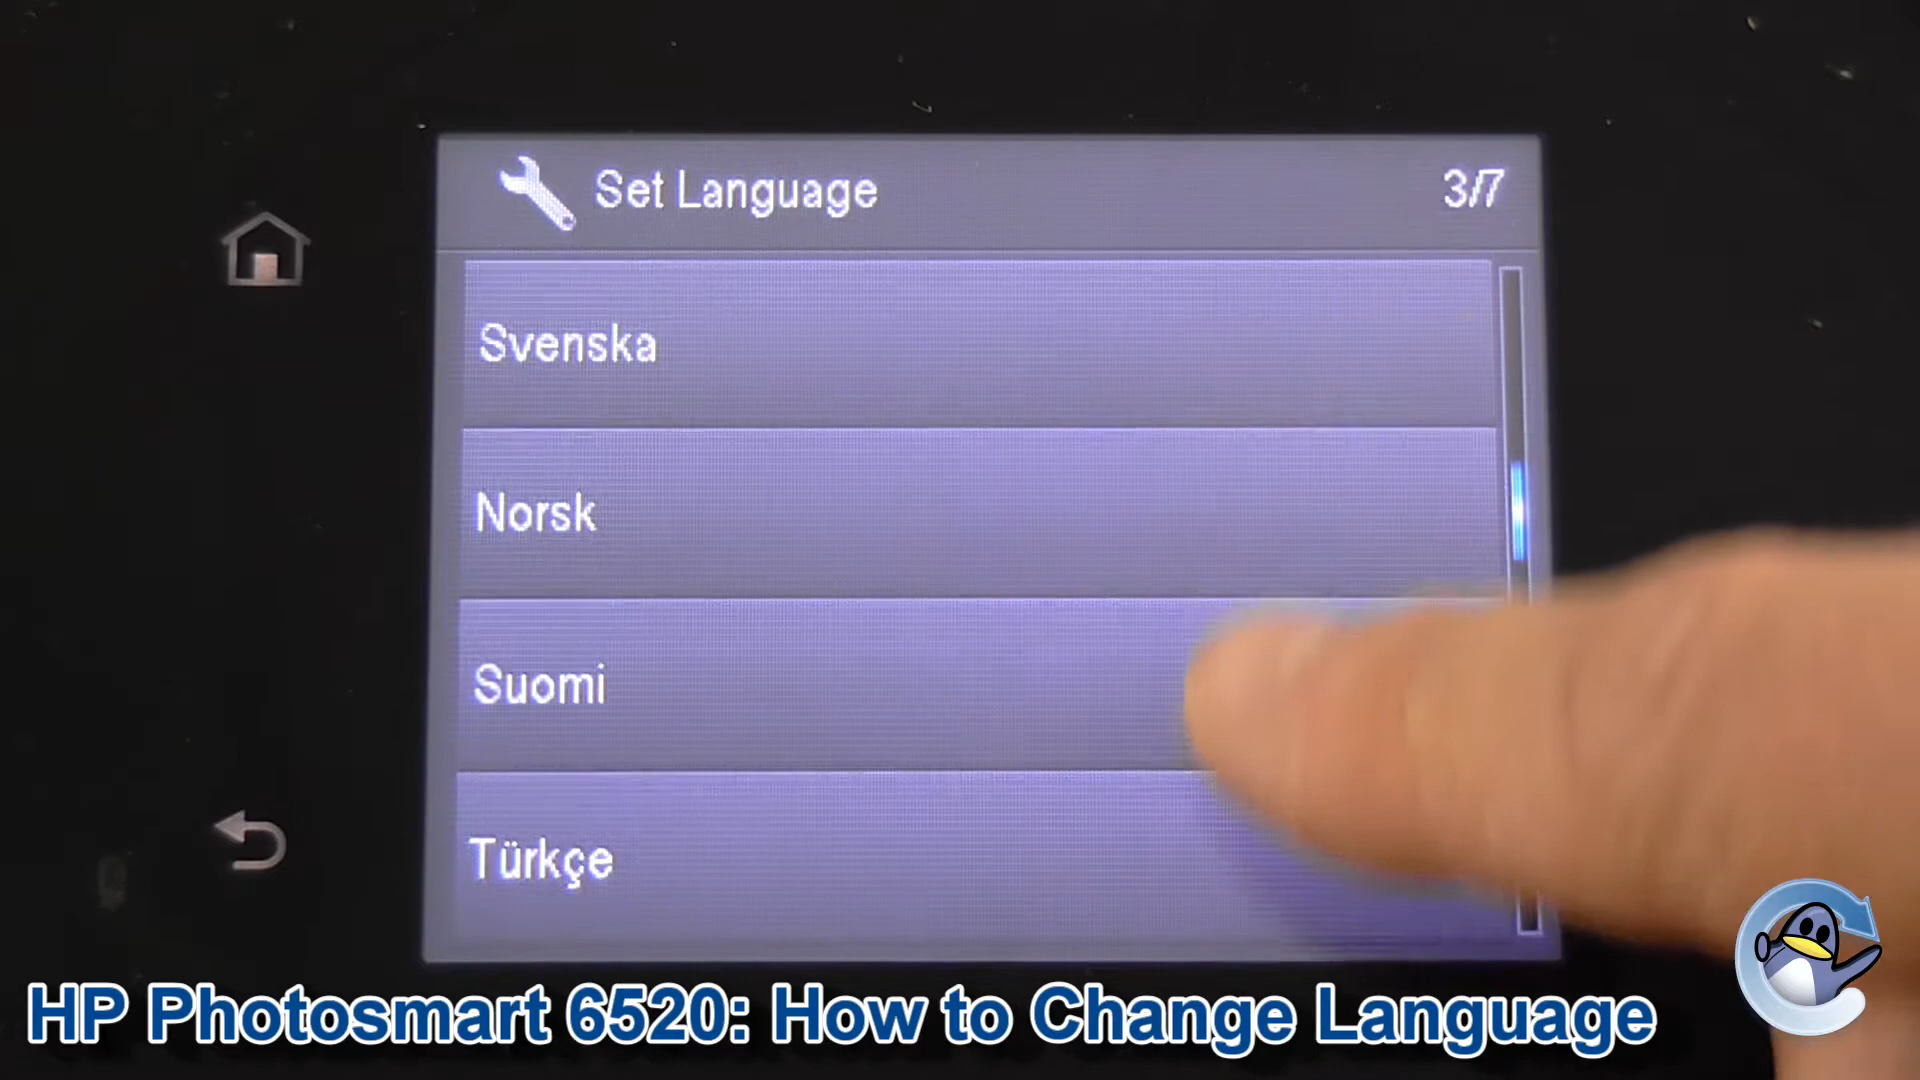 Set Language
3/7
Svenska
Norsk
Suomi
Türkçe
HP Photosmart 6520: How to Change Language